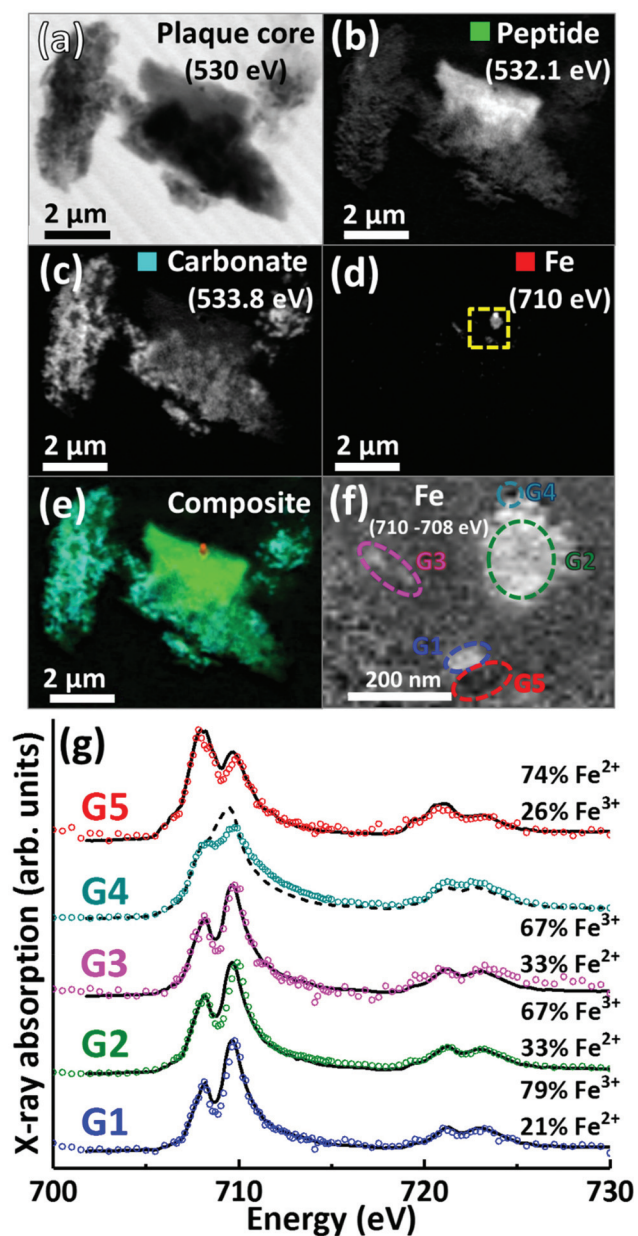 (a) Plaque core
(530 eV)
2 µm
(b) Peptide
(532.1 eV)
2 µm
(c) Carbonate
(533.8 eV)
2 µm
(d) Fe
(710 eV)
2 µm
(e) Composite
2 µm
(f) Fe
(710 -708 eV)
G4
G3
G2
G1
G5
200 nm
(g)
X-ray absorption (arb. units)
G5
74% Fe²⁺
26% Fe³⁺
G4
G3
67% Fe³⁺
33% Fe²⁺
G2
67% Fe³⁺
33% Fe²⁺
G1
79% Fe³⁺
21% Fe²⁺
700 710 720 730
Energy (eV)